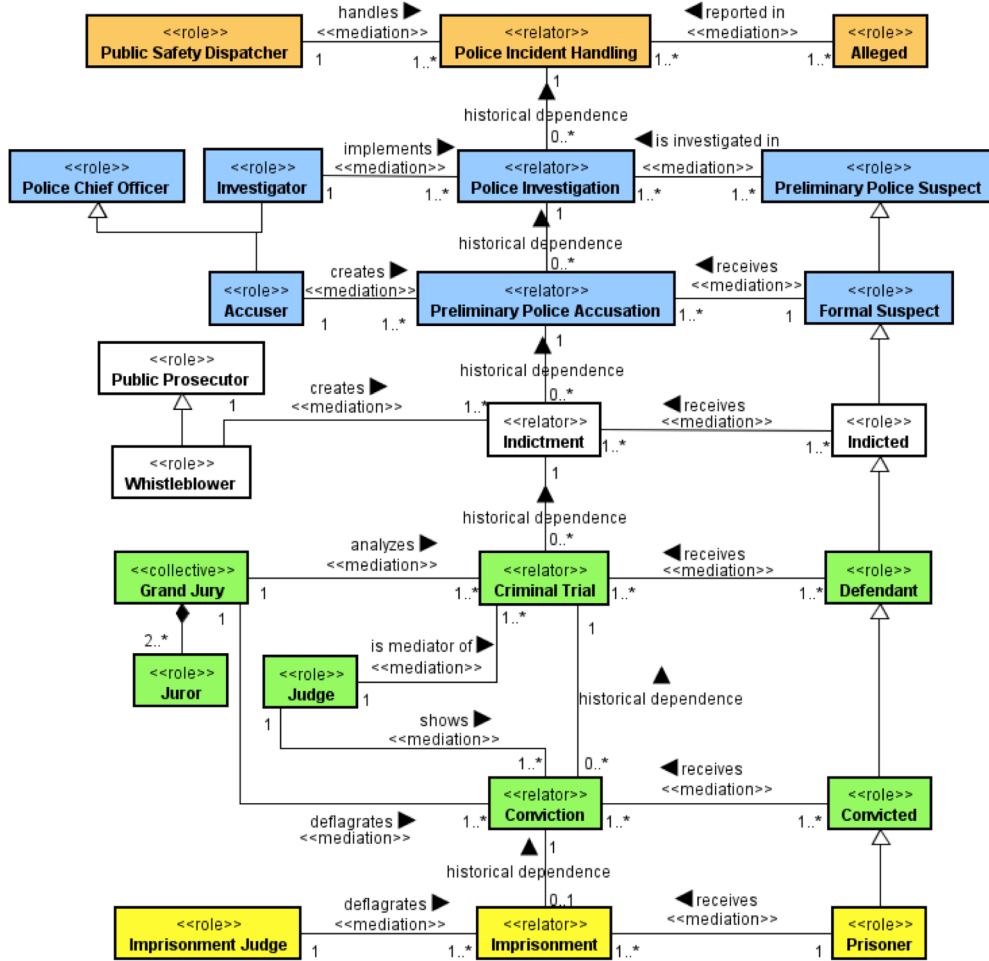 handles ▶
◀ reported in
<<role>>
Public Safety Dispatcher
<<mediation>>
1
1..*
<<relator>>
Police Incident Handling
<<mediation>>
1..*
1..*
<<role>>
Alleged
1
historical dependence
0..*
<<role>>
Police Chief Officer
<<role>>
Investigator
implements ▶
<<mediation>>
1
1..*
<<relator>>
Police Investigation
◀ is investigated in
<<mediation>>
1..*
1..*
<<role>>
Preliminary Police Suspect
1
historical dependence
0..*
<<role>>
Accuser
creates ▶
<<mediation>>
1
1..*
<<relator>>
Preliminary Police Accusation
◀ receives
<<mediation>>
1..*
1
<<role>>
Formal Suspect
1
historical dependence
0..*
<<role>>
Public Prosecutor
<<role>>
Whistleblower
1
creates ▶
<<mediation>>
1..*
<<relator>>
Indictment
◀ receives
<<mediation>>
1..*
1..*
<<role>>
Indicted
1
historical dependence
0..*
<<collective>>
Grand Jury
analyzes ▶
<<mediation>>
1
1..*
<<relator>>
Criminal Trial
◀ receives
<<mediation>>
1..*
1..*
<<role>>
Defendant
1
2..*
<<role>>
Juror
<<role>>
Judge
is mediator of ▶
<<mediation>>
1
1..*
1
historical dependence
0..*
1
shows ▶
<<mediation>>
1..*
deflagrates ▶
<<mediation>>
1..*
<<relator>>
Conviction
◀ receives
<<mediation>>
1..*
1..*
<<role>>
Convicted
1
historical dependence
0..1
<<role>>
Imprisonment Judge
deflagrates ▶
<<mediation>>
1
1..*
<<relator>>
Imprisonment
◀ receives
<<mediation>>
1..*
1
<<role>>
Prisoner